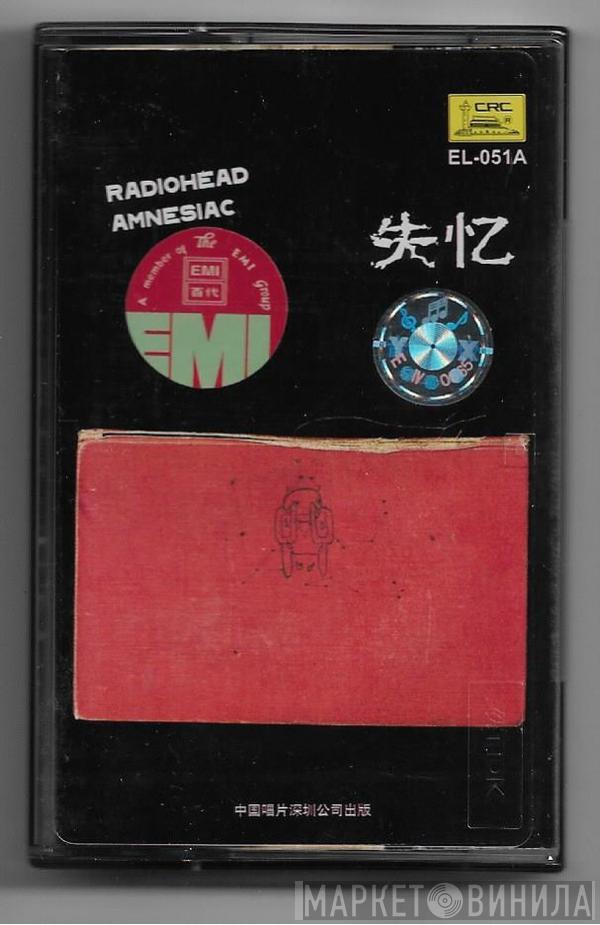 CRC
®
EL-051A
RADIOHEAD
AMNESIAC
失忆
A member of The EMI Group
EMI
百代
EMI
中国唱片深圳公司出版
МАРКЕТ ВИНИЛА